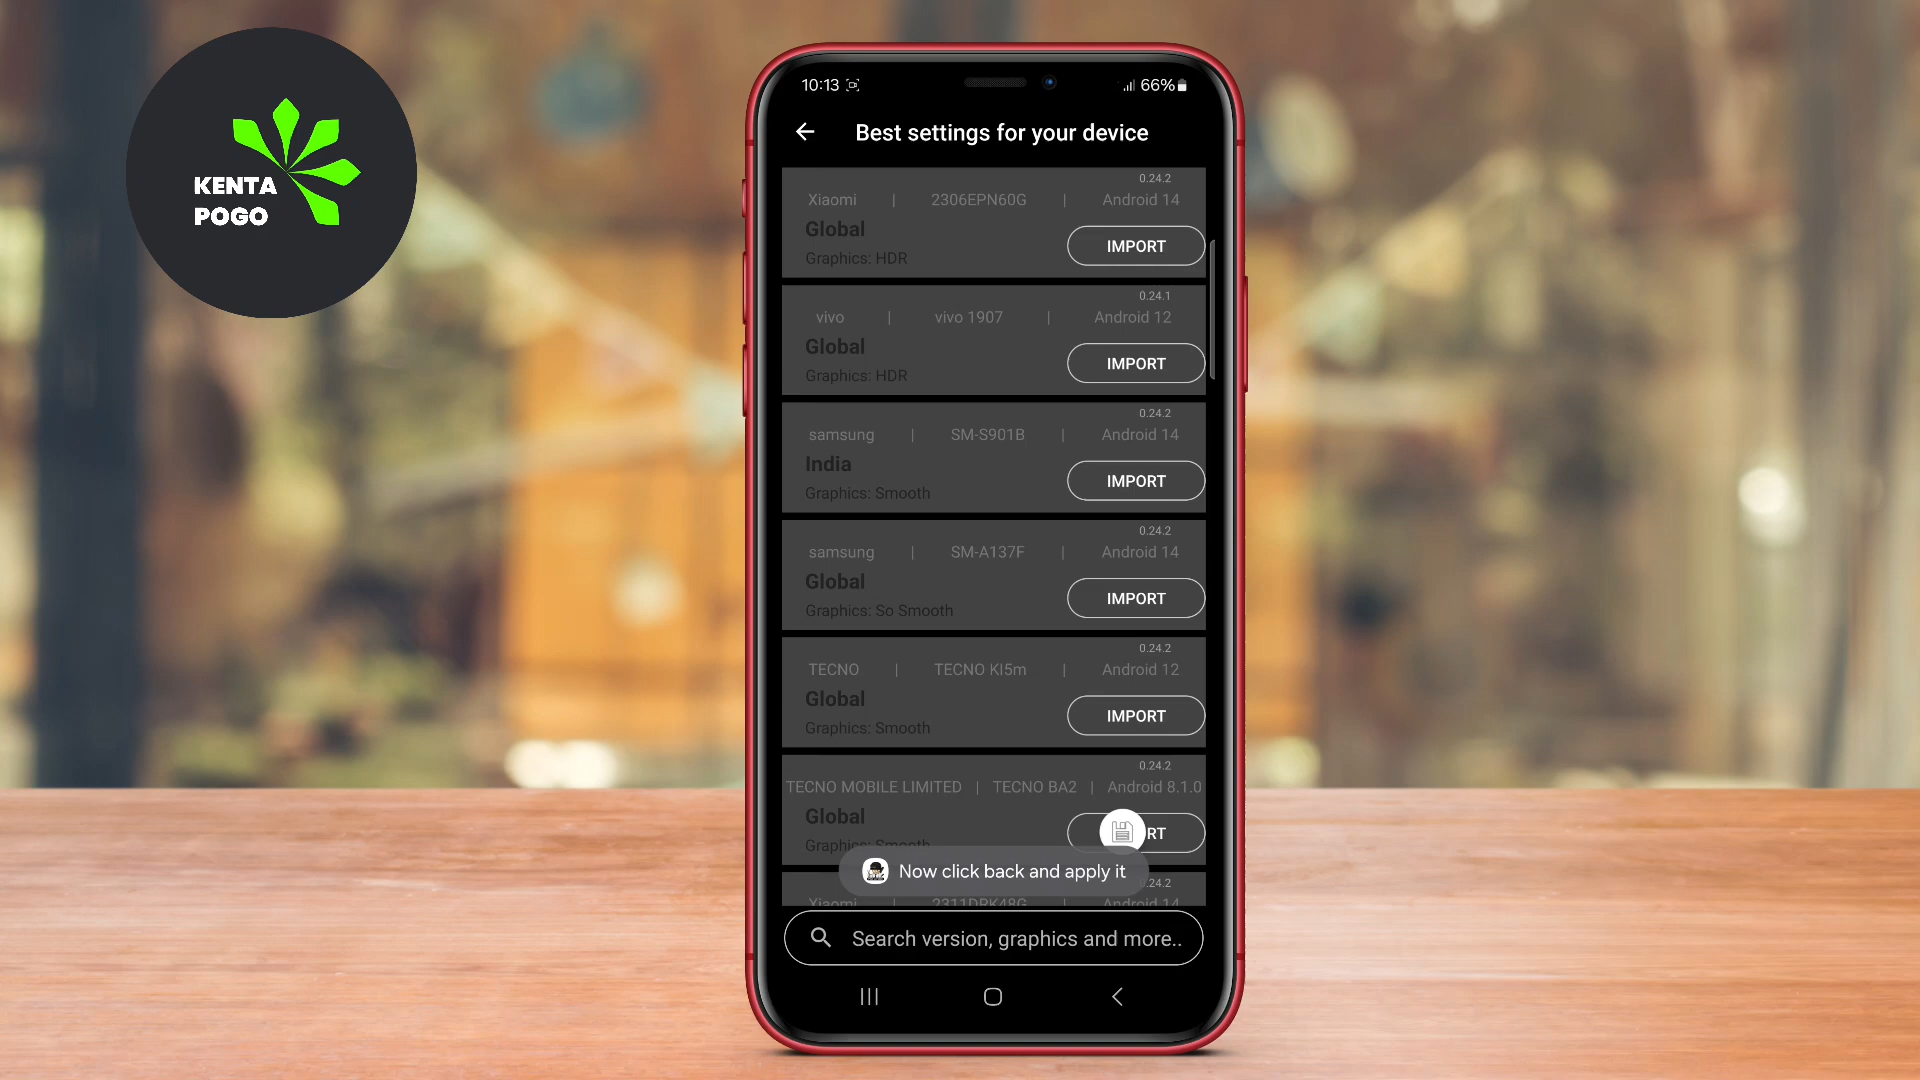 KENTA
POGO
10:13
66%
Best settings for your device
0.24.2
Xiaomi | 2306EPN60G | Android 14
Global
IMPORT
Graphics: HDR
0.24.1
vivo | vivo 1907 | Android 12
Global
IMPORT
Graphics: HDR
0.24.2
samsung | SM-S901B | Android 14
India
IMPORT
Graphics: Smooth
0.24.2
samsung | SM-A137F | Android 14
Global
IMPORT
Graphics: So Smooth
0.24.2
TECNO | TECNO KI5m | Android 12
Global
IMPORT
Graphics: Smooth
0.24.2
TECNO MOBILE LIMITED | TECNO BA2 | Android 8.1.0
Global
RT
Graphics: Smooth
Now click back and apply it
.24.2
Xiaomi | 2311DRK48G | Android 14
Search version, graphics and more..